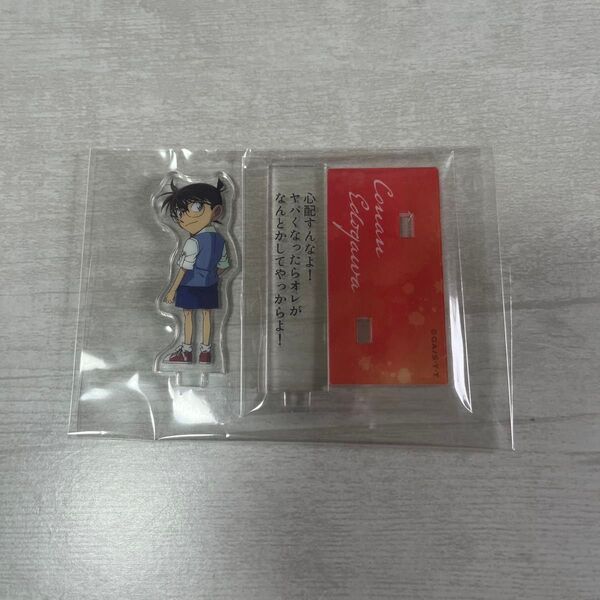 心配すんなよ！
ヤバくなったらオレが
なんとかしてやっからよ！
Conan
Edogawa
©GA/S・Y・T